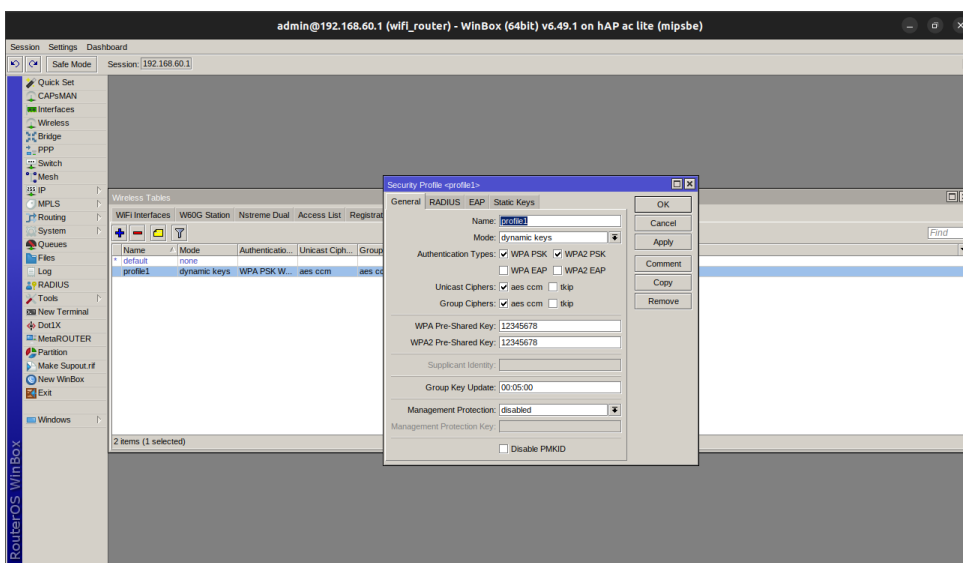 admin@192.168.60.1 (wifi_router) - WinBox (64bit) v6.49.1 on hAP ac lite (mipsbe)
Session Settings Dashboard
Safe Mode Session: 192.168.60.1
Quick Set
CAPsMAN
Interfaces
Wireless
Bridge
PPP
Switch
Mesh
IP
MPLS
Routing
System
Queues
Files
Log
RADIUS
Tools
New Terminal
Dot1X
MetaROUTER
Partition
Make Supout.rif
New WinBox
Exit
Windows
RouterOS WinBox
Wireless Tables
WiFi Interfaces W60G Station Nstreme Dual Access List Registrat
Find
Name Mode Authenticatio... Unicast Ciph... Group
* default none
profile1 dynamic keys WPA PSK W... aes ccm aes cc
2 items (1 selected)
Security Profile <profile1>
General RADIUS EAP Static Keys
Name: profile1
Mode: dynamic keys
Authentication Types: WPA PSK WPA2 PSK
WPA EAP WPA2 EAP
Unicast Ciphers: aes ccm tkip
Group Ciphers: aes ccm tkip
WPA Pre-Shared Key: 12345678
WPA2 Pre-Shared Key: 12345678
Supplicant Identity:
Group Key Update: 00:05:00
Management Protection: disabled
Management Protection Key:
Disable PMKID
OK
Cancel
Apply
Comment
Copy
Remove